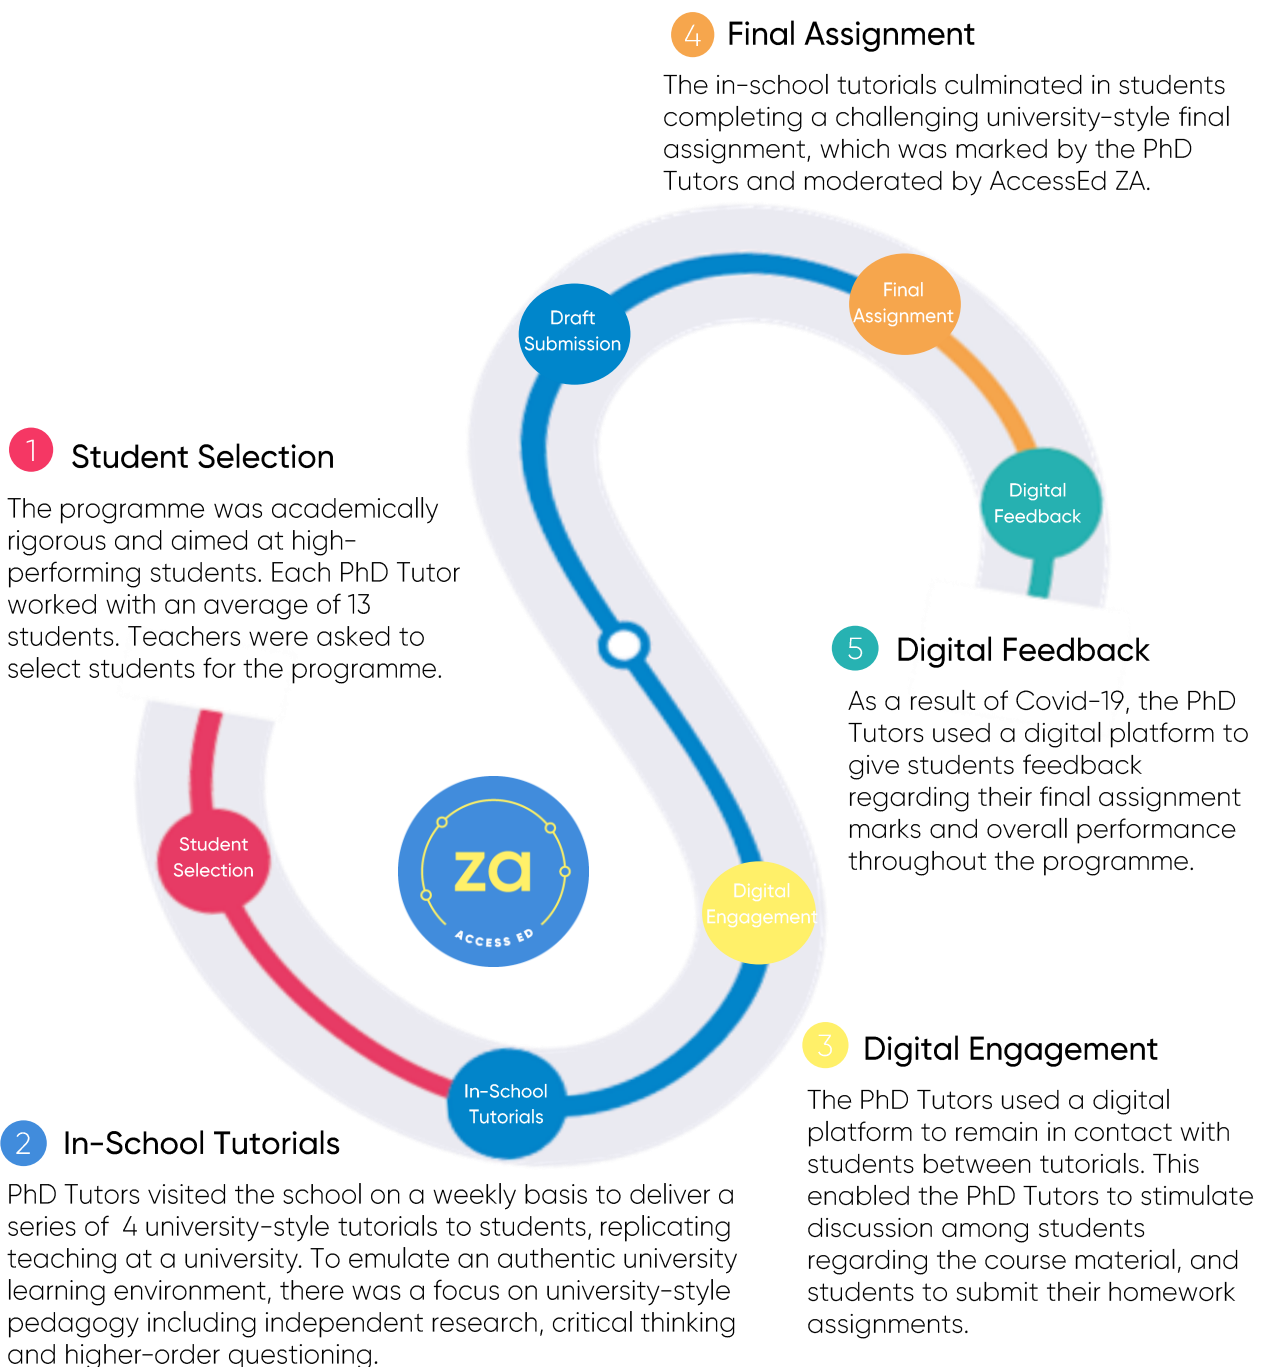 4 Final Assignment
The in-school tutorials culminated in students
completing a challenging university-style final
assignment, which was marked by the PhD
Tutors and moderated by AccessEd ZA.
Final
Assignment
Draft
Submission
Digital
Feedback
1 Student Selection
The programme was academically
rigorous and aimed at high-
performing students. Each PhD Tutor
worked with an average of 13
students. Teachers were asked to
select students for the programme.
5 Digital Feedback
As a result of Covid-19, the PhD
Tutors used a digital platform to
give students feedback
regarding their final assignment
marks and overall performance
throughout the programme.
Student
Selection
za
ACCESS ED
Digital
Engagement
In-School
Tutorials
3 Digital Engagement
The PhD Tutors used a digital
platform to remain in contact with
students between tutorials. This
enabled the PhD Tutors to stimulate
discussion among students
regarding the course material, and
students to submit their homework
assignments.
2 In-School Tutorials
PhD Tutors visited the school on a weekly basis to deliver a
series of 4 university-style tutorials to students, replicating
teaching at a university. To emulate an authentic university
learning environment, there was a focus on university-style
pedagogy including independent research, critical thinking
and higher-order questioning.